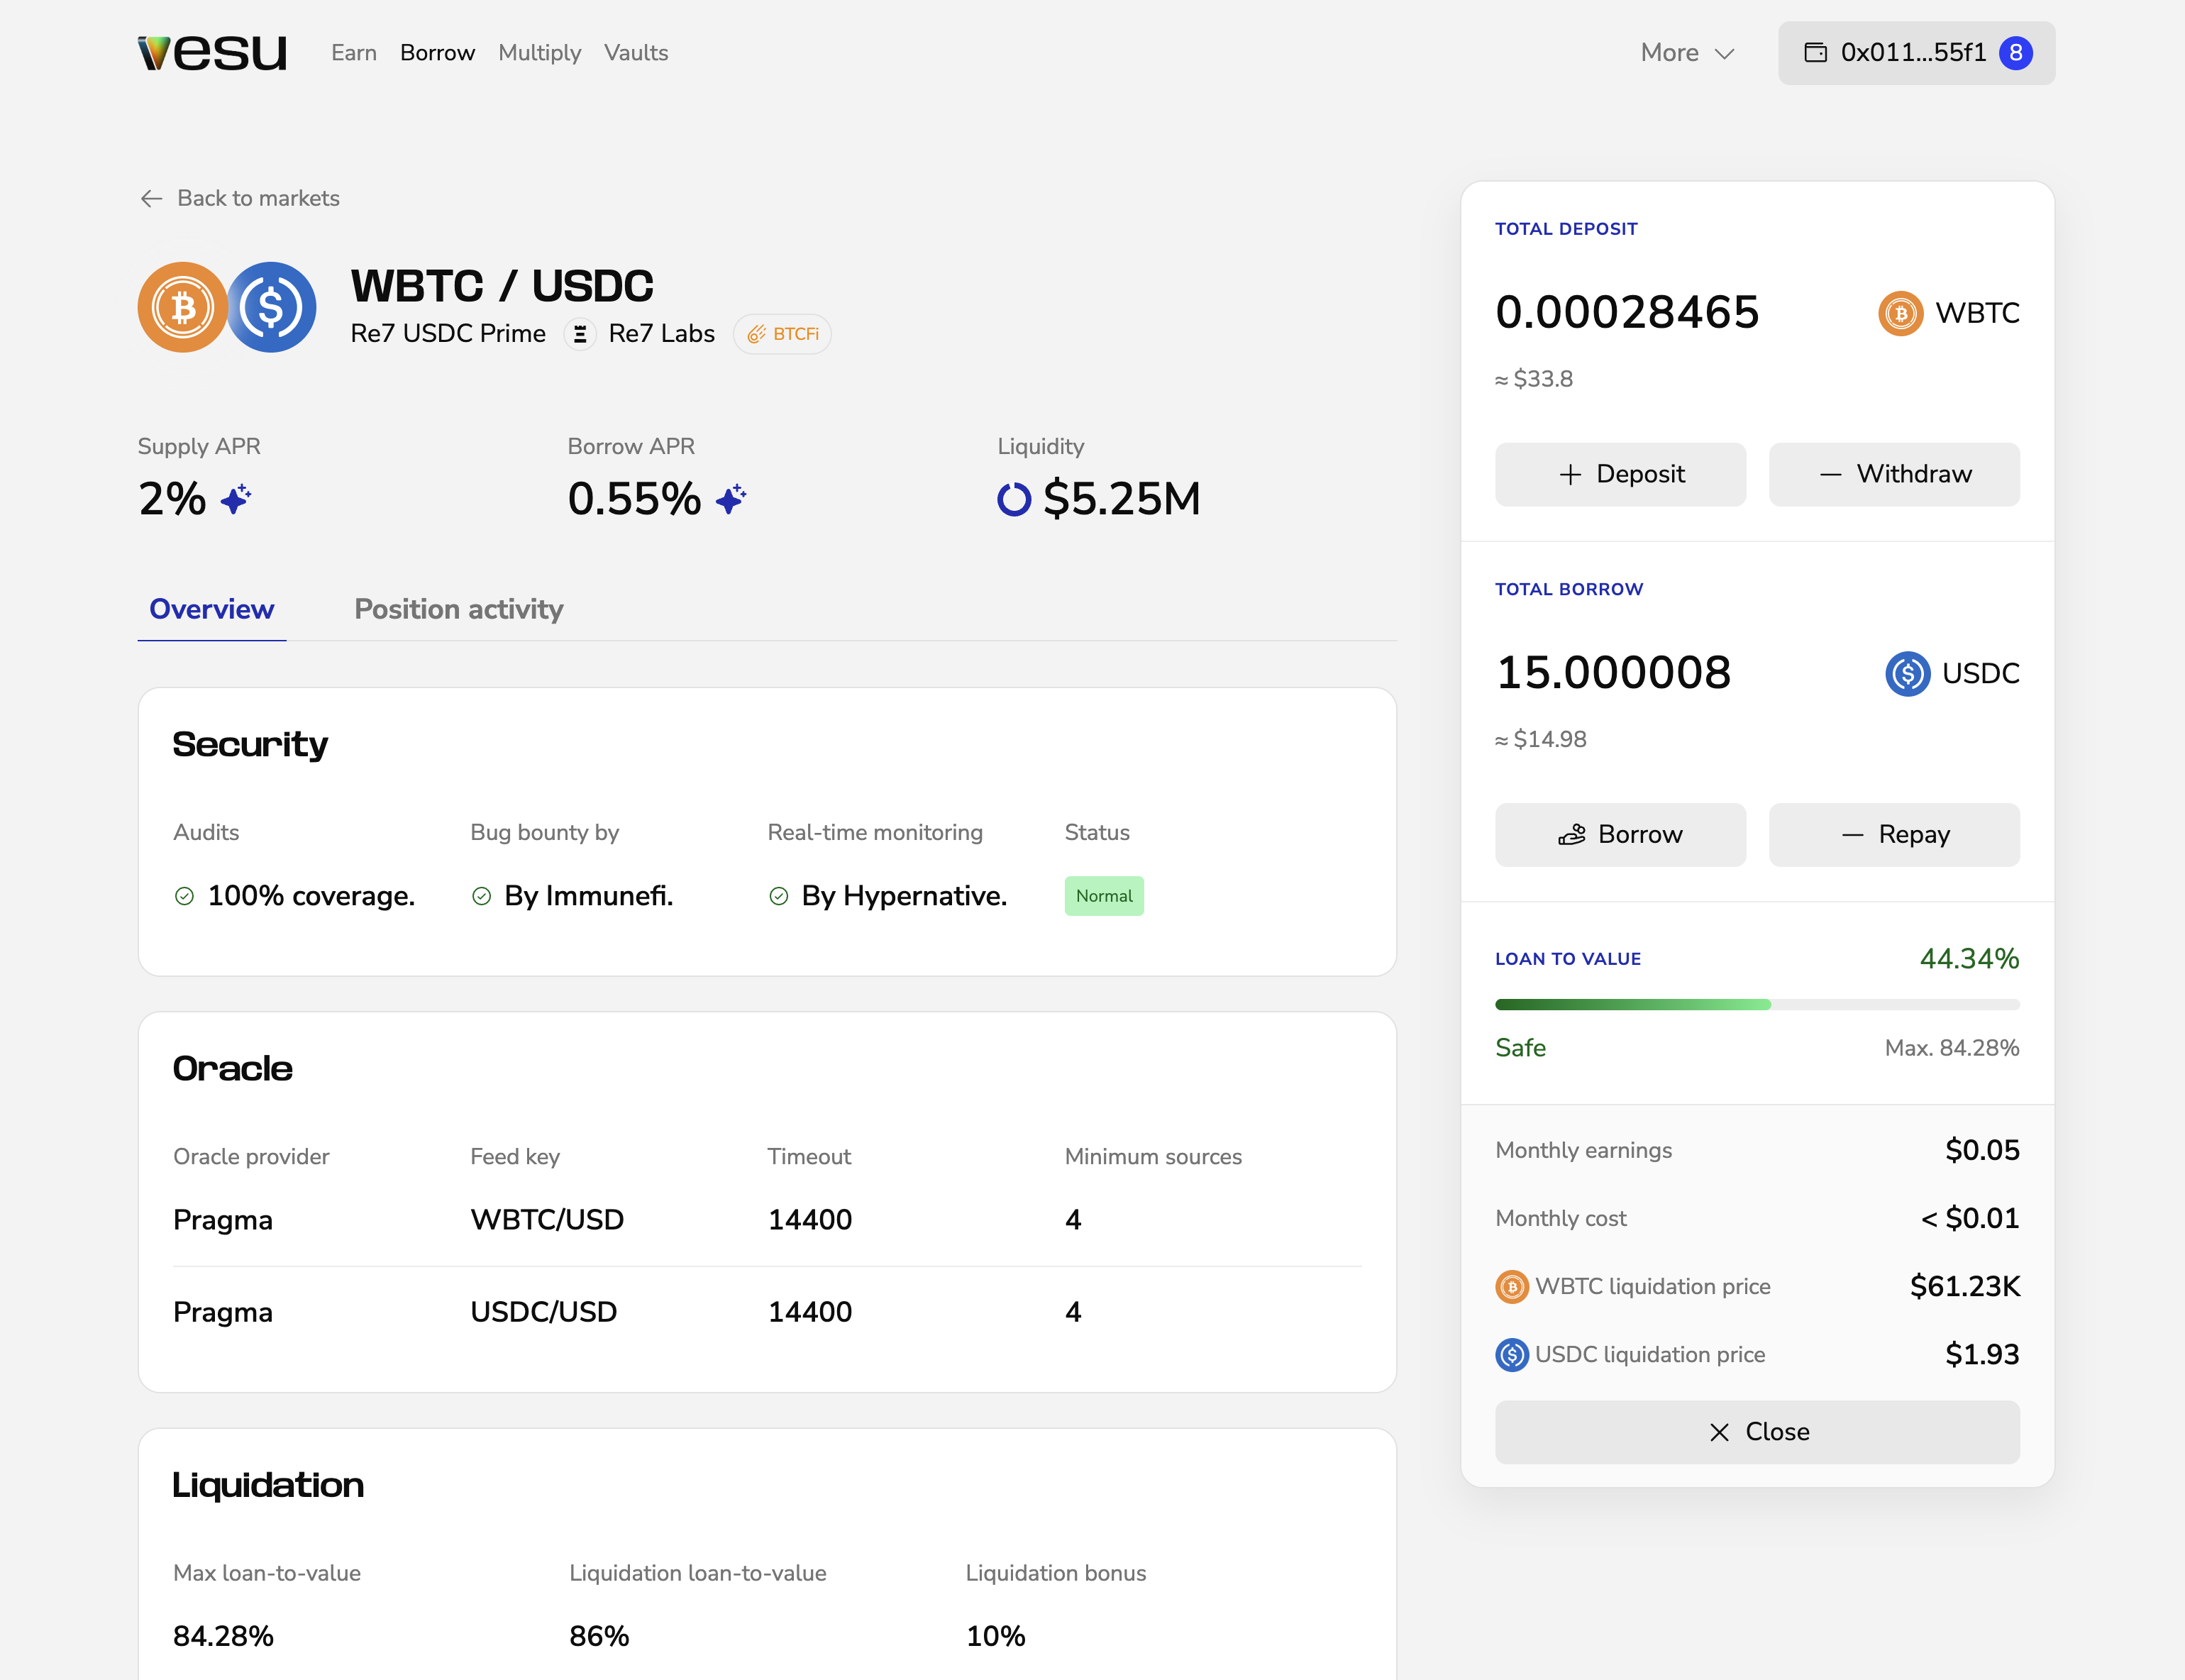 vesu
Earn Borrow Multiply Vaults
More
0x011...55f1 8
Back to markets
WBTC / USDC
Re7 USDC Prime Re7 Labs BTCFi
Supply APR Borrow APR Liquidity
2% 0.55% $5.25M
Overview Position activity
Security
Audits Bug bounty by Real-time monitoring Status
100% coverage. By Immunefi. By Hypernative. Normal
Oracle
Oracle provider Feed key Timeout Minimum sources
Pragma WBTC/USD 14400 4
Pragma USDC/USD 14400 4
Liquidation
Max loan-to-value Liquidation loan-to-value Liquidation bonus
84.28% 86% 10%
TOTAL DEPOSIT
0.00028465 WBTC
≈ $33.8
Deposit Withdraw
TOTAL BORROW
15.000008 USDC
≈ $14.98
Borrow Repay
LOAN TO VALUE 44.34%
Safe Max. 84.28%
Monthly earnings $0.05
Monthly cost < $0.01
WBTC liquidation price $61.23K
USDC liquidation price $1.93
Close